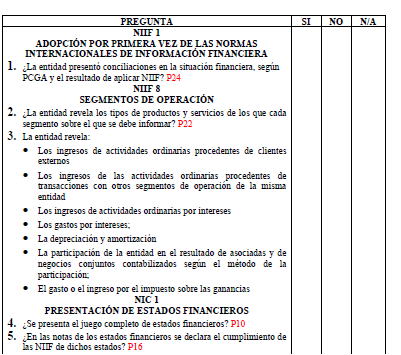 PREGUNTA SI NO N/A
NIIF 1
ADOPCIÓN POR PRIMERA VEZ DE LAS NORMAS
INTERNACIONALES DE INFORMACIÓN FINANCIERA
1. ¿La entidad presentó conciliaciones en la situación financiera, según
PCGA y el resultado de aplicar NIIF? P24
NIIF 8
SEGMENTOS DE OPERACIÓN
2. ¿La entidad revela los tipos de productos y servicios de los que cada
segmento sobre el que se debe informar? P22
3. La entidad revela:
• Los ingresos de actividades ordinarias procedentes de clientes
externos
• Los ingresos de las actividades ordinarias procedentes de
transacciones con otros segmentos de operación de la misma
entidad
• Los ingresos de actividades ordinarias por intereses
• Los gastos por intereses;
• La depreciación y amortización
• La participación de la entidad en el resultado de asociadas y de
negocios conjuntos contabilizados según el método de la
participación;
• El gasto o el ingreso por el impuesto sobre las ganancias
NIC 1
PRESENTACIÓN DE ESTADOS FINANCIEROS
4. ¿Se presenta el juego completo de estados financieros? P10
5. ¿En las notas de los estados financieros se declara el cumplimiento de
las NIIF de dichos estados? P16